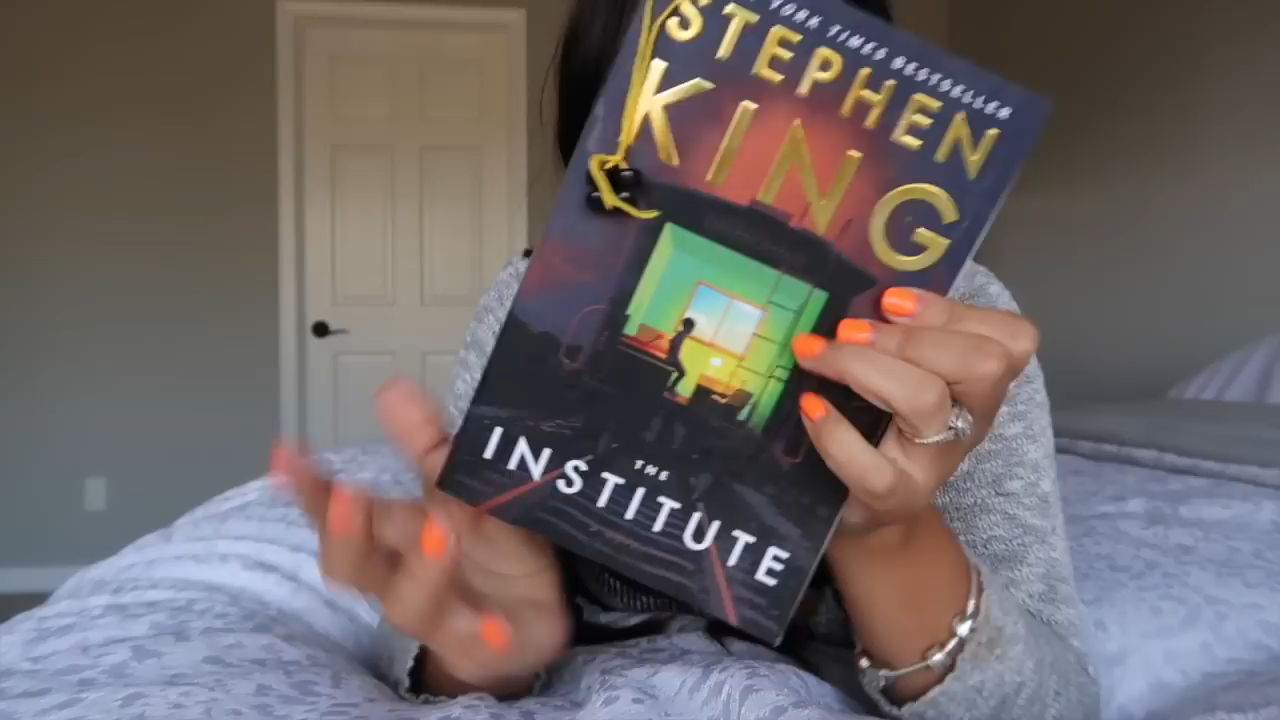 YORK TIMES BESTSELLER
STEPHEN
KING
THE
INSTITUTE